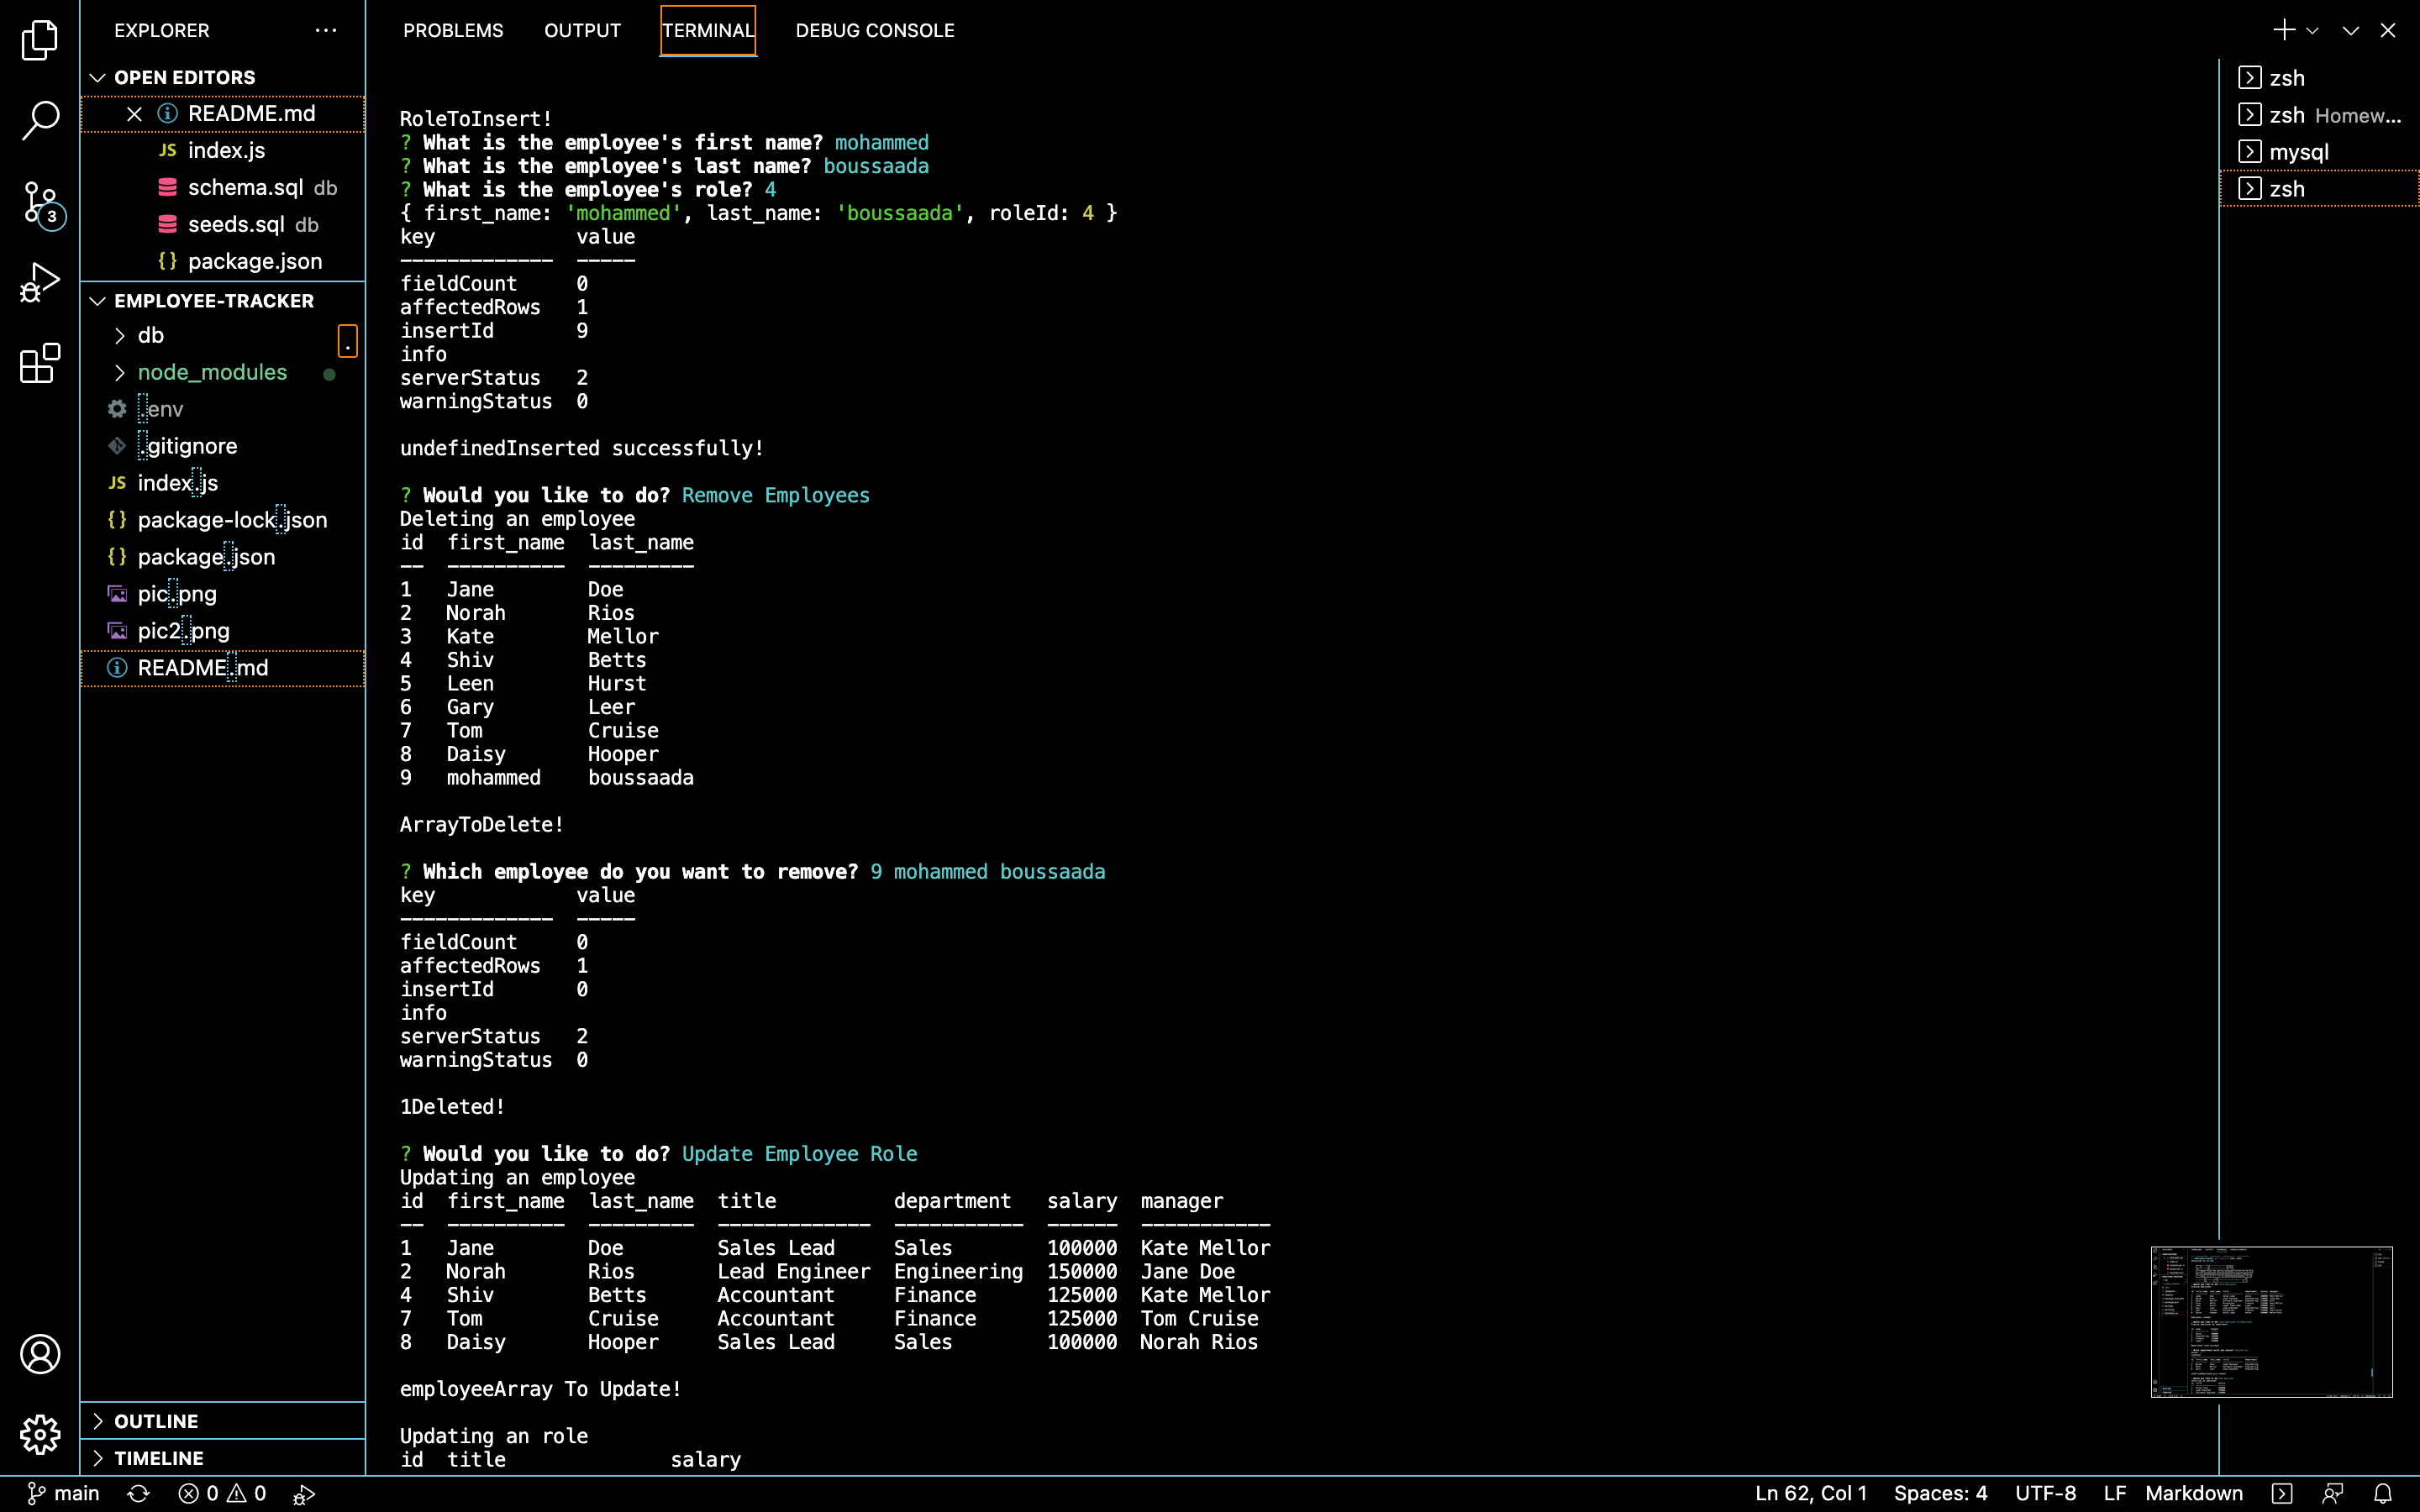 EXPLORER
OPEN EDITORS
README.md
JS index.js
schema.sql db
seeds.sql db
{} package.json
EMPLOYEE-TRACKER
db
node_modules
.env
.gitignore
JS index.js
{} package-lock.json
{} package.json
pic.png
pic2.png
README.md
OUTLINE
TIMELINE
3
PROBLEMS OUTPUT TERMINAL DEBUG CONSOLE
RoleToInsert!
? What is the employee's first name? mohammed
? What is the employee's last name? boussaada
? What is the employee's role? 4
{ first_name: 'mohammed', last_name: 'boussaada', roleId: 4 }
key value
------------- -----
fieldCount 0
affectedRows 1
insertId 9
info
serverStatus 2
warningStatus 0
undefinedInserted successfully!
? Would you like to do? Remove Employees
Deleting an employee
id first_name last_name
-- ---------- ---------
1 Jane Doe
2 Norah Rios
3 Kate Mellor
4 Shiv Betts
5 Leen Hurst
6 Gary Leer
7 Tom Cruise
8 Daisy Hooper
9 mohammed boussaada
ArrayToDelete!
? Which employee do you want to remove? 9 mohammed boussaada
key value
------------- -----
fieldCount 0
affectedRows 1
insertId 0
info
serverStatus 2
warningStatus 0
1Deleted!
? Would you like to do? Update Employee Role
Updating an employee
id first_name last_name title department salary manager
-- ---------- --------- ------------- ----------- ------ -----------
1 Jane Doe Sales Lead Sales 100000 Kate Mellor
2 Norah Rios Lead Engineer Engineering 150000 Jane Doe
4 Shiv Betts Accountant Finance 125000 Kate Mellor
7 Tom Cruise Accountant Finance 125000 Tom Cruise
8 Daisy Hooper Sales Lead Sales 100000 Norah Rios
employeeArray To Update!
Updating an role
id title salary
zsh
zsh Homew...
mysql
zsh
main 0 0
Ln 62, Col 1 Spaces: 4 UTF-8 LF Markdown